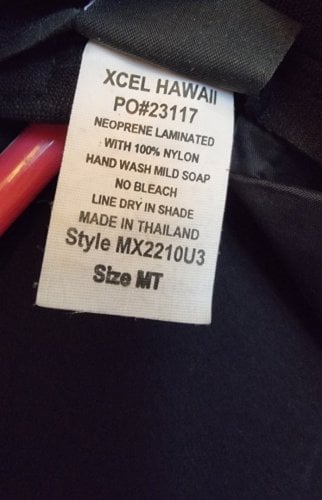 XCEL HAWAII
PO#23117
NEOPRENE LAMINATED
WITH 100% NYLON
HAND WASH MILD SOAP
NO BLEACH
LINE DRY IN SHADE
MADE IN THAILAND
Style MX2210U3
Size MT